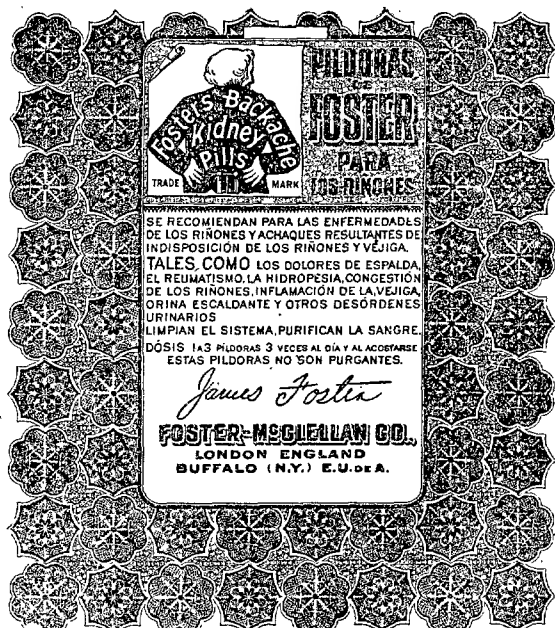 Foster's Backache
Kidney
Pills
TRADE MARK
PILDORAS
DE
FOSTER
PARA
LOS RIÑONES
SE RECOMIENDAN PARA LAS ENFERMEDADES
DE LOS RIÑONES Y ACHAQUES RESULTANTES DE
INDISPOSICIÓN DE LOS RIÑONES Y VÉJIGA.
TALES, COMO LOS DOLORES DE ESPALDA,
EL REUMATISMO, LA HIDROPESIA, CONGESTIÓN
DE LOS RIÑONES, INFLAMACIÓN DE LA, VEJIGA,
ORINA ESCALDANTE Y OTROS DESÓRDENES
URINARIOS
LIMPIAN EL SISTEMA, PURIFICAN LA SANGRE.
DÓSIS 1 A 3 PÍLDORAS 3 VECES AL DÍA Y AL ACOSTARSE
ESTAS PILDORAS NO SON PURGANTES.
James Foster
FOSTER-McCLELLAN CO.,
LONDON ENGLAND
BUFFALO (N.Y.) E.U. DE A.